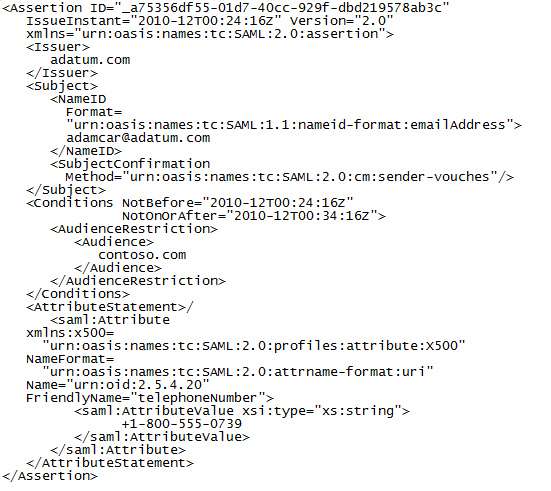 <Assertion ID="_a75356df55-01d7-40cc-929f-dbd219578ab3c"
IssueInstant="2010-12T00:24:16Z" Version="2.0"
xmlns="urn:oasis:names:tc:SAML:2.0:assertion">
<Issuer>
adatum.com
</Issuer>
<Subject>
<NameID
Format=
"urn:oasis:names:tc:SAML:1.1:nameid-format:emailAddress">
adamcar@adatum.com
</NameID>
<SubjectConfirmation
Method="urn:oasis:names:tc:SAML:2.0:cm:sender-vouches"/>
</Subject>
<Conditions NotBefore="2010-12T00:24:16Z"
NotOnOrAfter="2010-12T00:34:16Z">
<AudienceRestriction>
<Audience>
contoso.com
</Audience>
</AudienceRestriction>
</Conditions>
<AttributeStatement>/
<saml:Attribute
xmlns:x500=
"urn:oasis:names:tc:SAML:2.0:profiles:attribute:X500"
NameFormat=
"urn:oasis:names:tc:SAML:2.0:attrname-format:uri"
Name="urn:oid:2.5.4.20"
FriendlyName="telephoneNumber">
<saml:AttributeValue xsi:type="xs:string">
+1-800-555-0739
</saml:AttributeValue>
</saml:Attribute>
</AttributeStatement>
</Assertion>